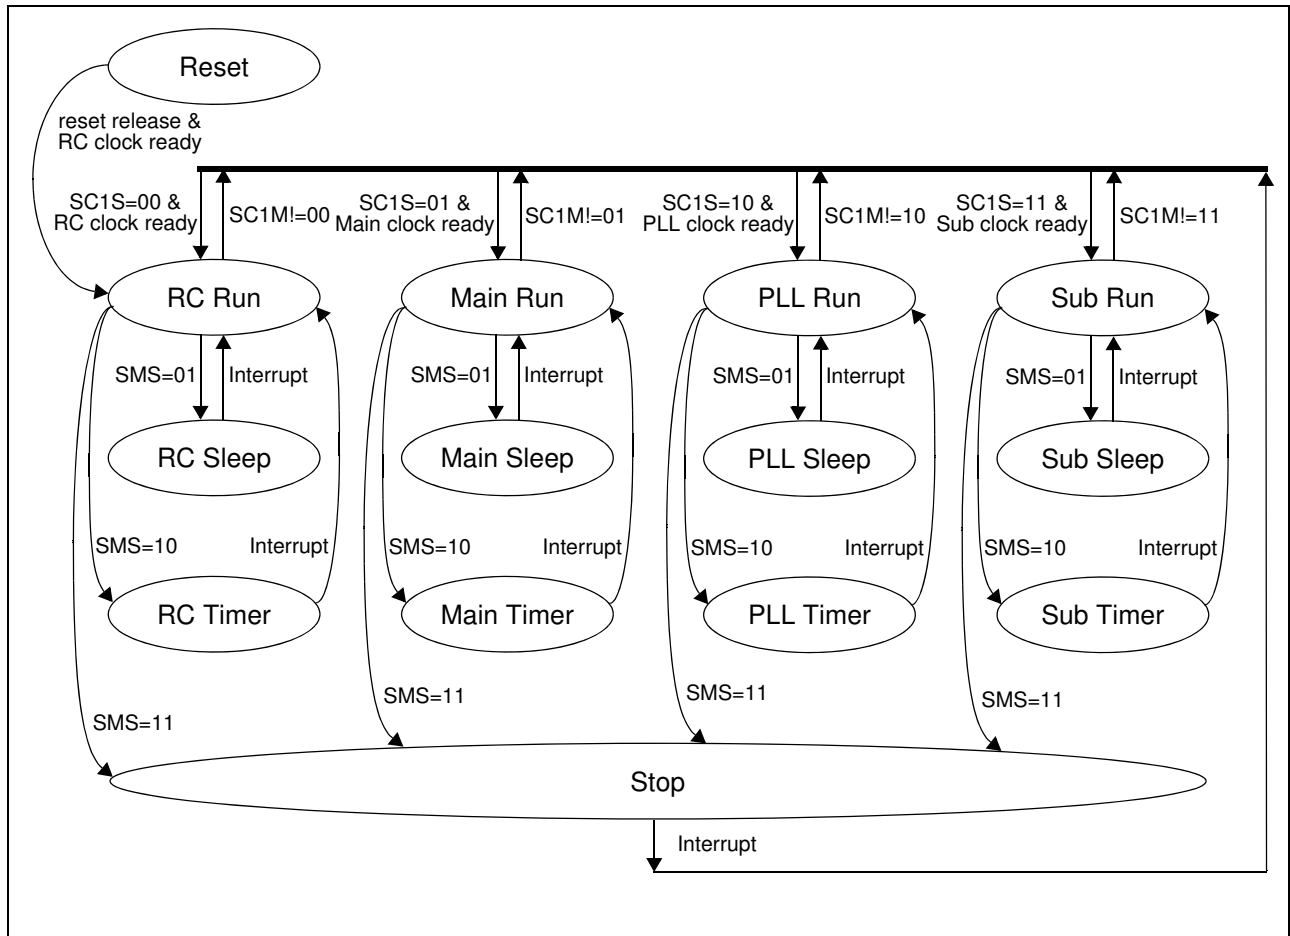 Reset
reset release &
RC clock ready
SC1S=00 &
RC clock ready
SC1M!=00
SC1S=01 &
Main clock ready
SC1M!=01
SC1S=10 &
PLL clock ready
SC1M!=10
SC1S=11 &
Sub clock ready
SC1M!=11
RC Run
Main Run
PLL Run
Sub Run
SMS=01
Interrupt
SMS=01
Interrupt
SMS=01
Interrupt
SMS=01
Interrupt
RC Sleep
Main Sleep
PLL Sleep
Sub Sleep
SMS=10
Interrupt
SMS=10
Interrupt
SMS=10
Interrupt
SMS=10
Interrupt
RC Timer
Main Timer
PLL Timer
Sub Timer
SMS=11
SMS=11
SMS=11
SMS=11
Stop
Interrupt